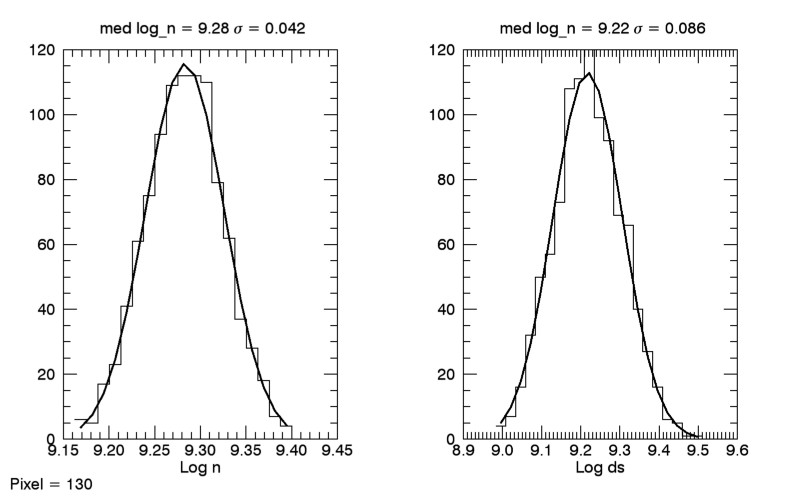 med log_n = 9.28 σ = 0.042
120
100
80
60
40
20
0
9.15 9.20 9.25 9.30 9.35 9.40 9.45
Log n
med log_n = 9.22 σ = 0.086
120
100
80
60
40
20
0
8.9 9.0 9.1 9.2 9.3 9.4 9.5 9.6
Log ds
Pixel = 130